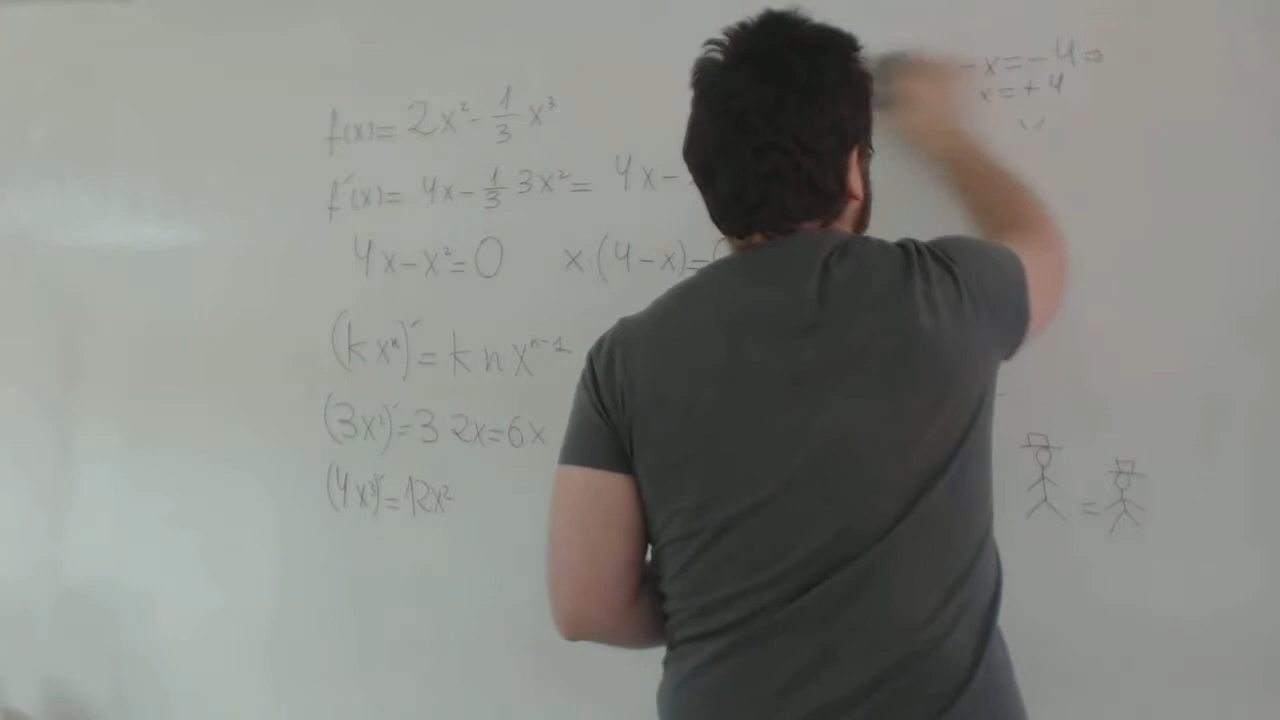 f(x)= 2x² - 1/3 x³
f´(x)= 4x - 1/3 3x² = 4x -
4x-x²=0 x.(4-x)=0
(k xⁿ)´= k n xⁿ⁻¹
(3x²)´=3 2x=6x
(4x³)´=12x²
-x=-4⇒
x=+4
=